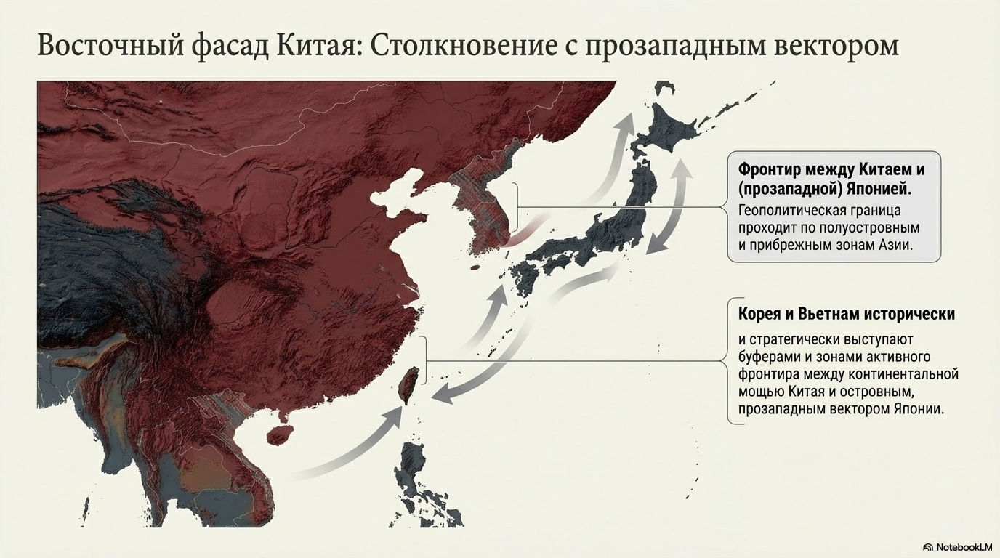 Восточный фасад Китая: Столкновение с прозападным вектором
Фронтир между Китаем и
(прозападной) Японией.
Геополитическая граница
проходит по полуостровным
и прибрежным зонам Азии.
Корея и Вьетнам исторически
и стратегически выступают
буферами и зонами активного
фронтира между континентальной
мощью Китая и островным,
прозападным вектором Японии.
NotebookLM